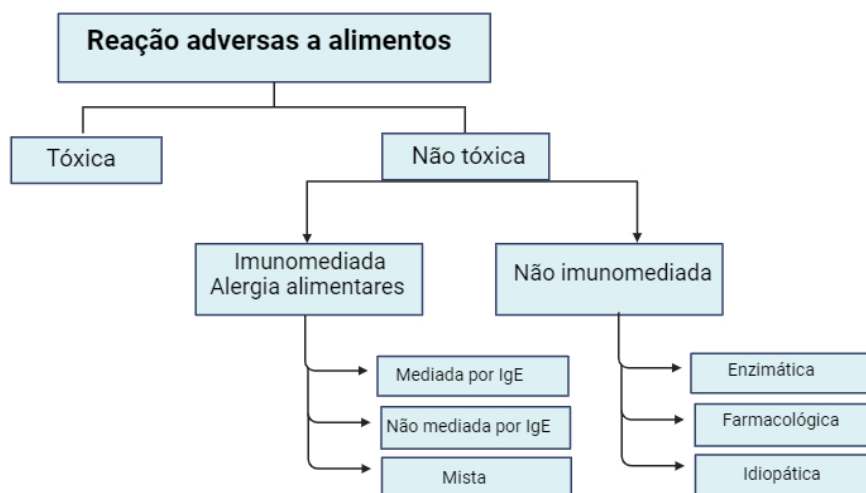 Reação adversas a alimentos
Tóxica
Não tóxica
Imunomediada
Alergia alimentares
Não imunomediada
Mediada por IgE
Não mediada por IgE
Mista
Enzimática
Farmacológica
Idiopática